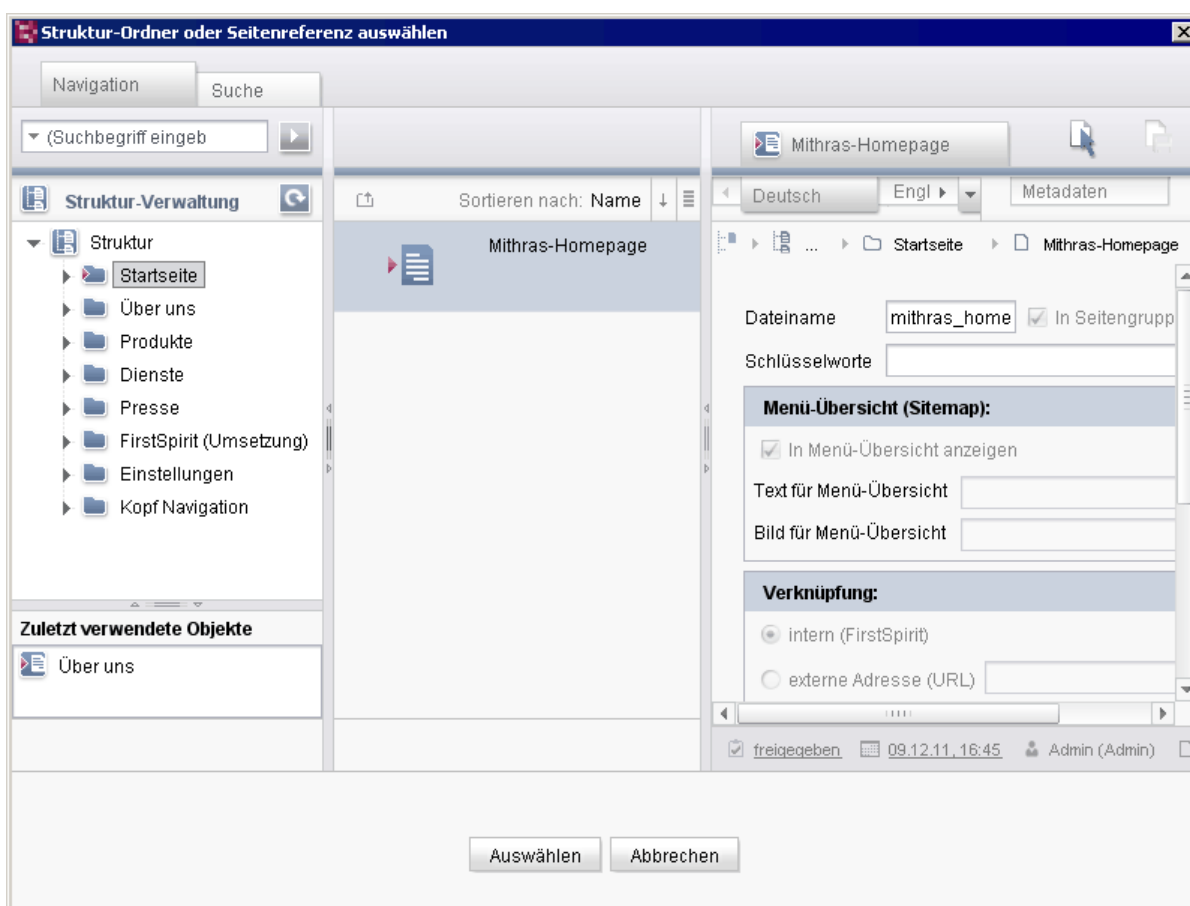 Struktur-Ordner oder Seitenreferenz auswählen
Navigation
Suche
(Suchbegriff eingeb
Struktur-Verwaltung
Struktur
Startseite
Über uns
Produkte
Dienste
Presse
FirstSpirit (Umsetzung)
Einstellungen
Kopf Navigation
Zuletzt verwendete Objekte
Über uns
Sortieren nach: Name
Mithras-Homepage
Mithras-Homepage
Deutsch
Engl
Metadaten
... Startseite Mithras-Homepage
Dateiname mithras_home In Seitengrupp
Schlüsselworte
Menü-Übersicht (Sitemap):
In Menü-Übersicht anzeigen
Text für Menü-Übersicht
Bild für Menü-Übersicht
Verknüpfung:
intern (FirstSpirit)
externe Adresse (URL)
freigegeben 09.12.11, 16:45 Admin (Admin)
Auswählen Abbrechen